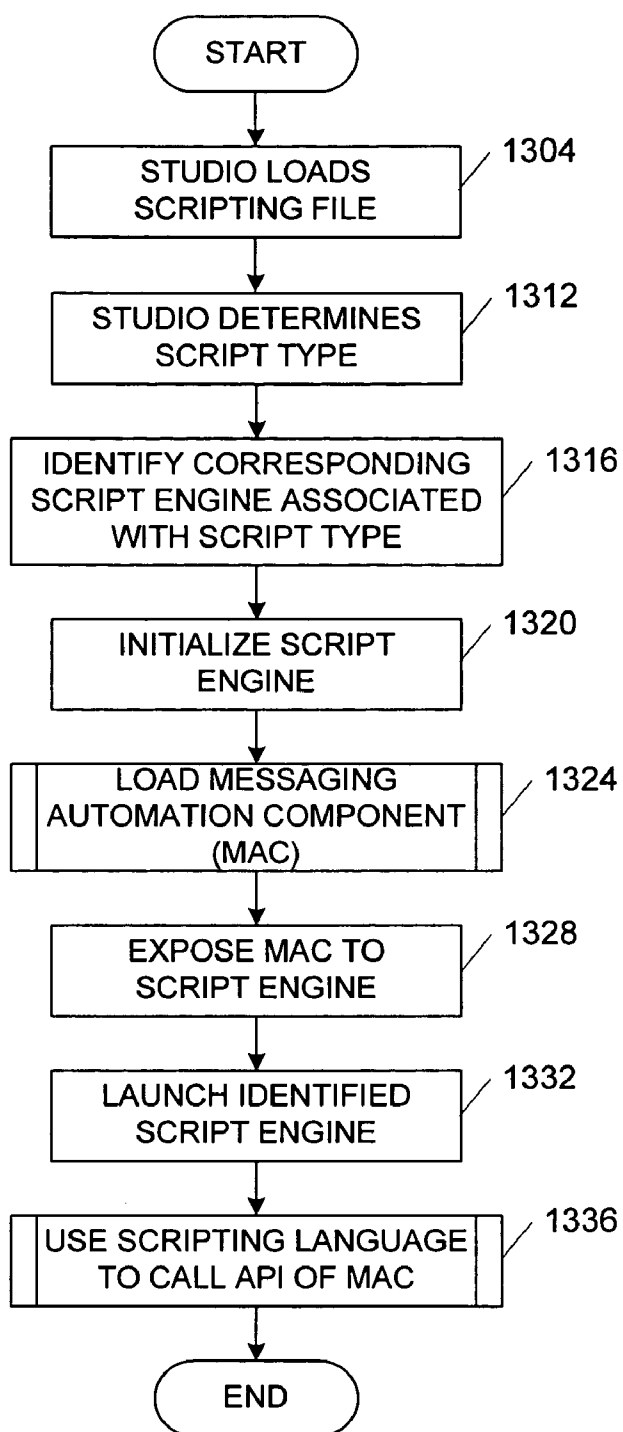 START
STUDIO LOADS
SCRIPTING FILE
1304
STUDIO DETERMINES
SCRIPT TYPE
1312
IDENTIFY CORRESPONDING
SCRIPT ENGINE ASSOCIATED
WITH SCRIPT TYPE
1316
INITIALIZE SCRIPT
ENGINE
1320
LOAD MESSAGING
AUTOMATION COMPONENT
(MAC)
1324
EXPOSE MAC TO
SCRIPT ENGINE
1328
LAUNCH IDENTIFIED
SCRIPT ENGINE
1332
USE SCRIPTING LANGUAGE
TO CALL API OF MAC
1336
END